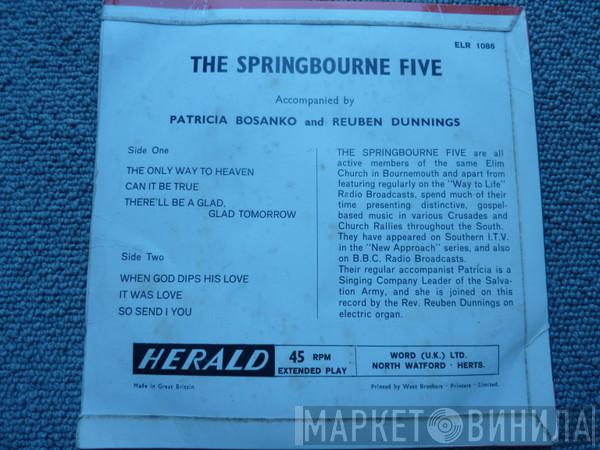 ELR 1086
THE SPRINGBOURNE FIVE
Accompanied by
PATRICIA BOSANKO and REUBEN DUNNINGS
Side One
THE ONLY WAY TO HEAVEN
CAN IT BE TRUE
THERE'LL BE A GLAD,
GLAD TOMORROW
Side Two
WHEN GOD DIPS HIS LOVE
IT WAS LOVE
SO SEND I YOU
THE SPRINGBOURNE FIVE are all
active members of the same Elim
Church in Bournemouth and apart from
featuring regularly on the "Way to Life"
Radio Broadcasts, spend much of their
time presenting distinctive, gospel-
based music in various Crusades and
Church Rallies throughout the South.
They have appeared on Southern I.T.V.
in the "New Approach" series, and also
on B.B.C. Radio Broadcasts.
Their regular accompanist Patricia is a
Singing Company Leader of the Salva-
tion Army, and she is joined on this
record by the Rev. Reuben Dunnings on
electric organ.
HERALD
45 RPM
EXTENDED PLAY
WORD (U.K.) LTD.
NORTH WATFORD · HERTS.
Made in Great Britain
Printed by West Brothers · Printers · Limited.
МАРКЕТ ВИНИЛА